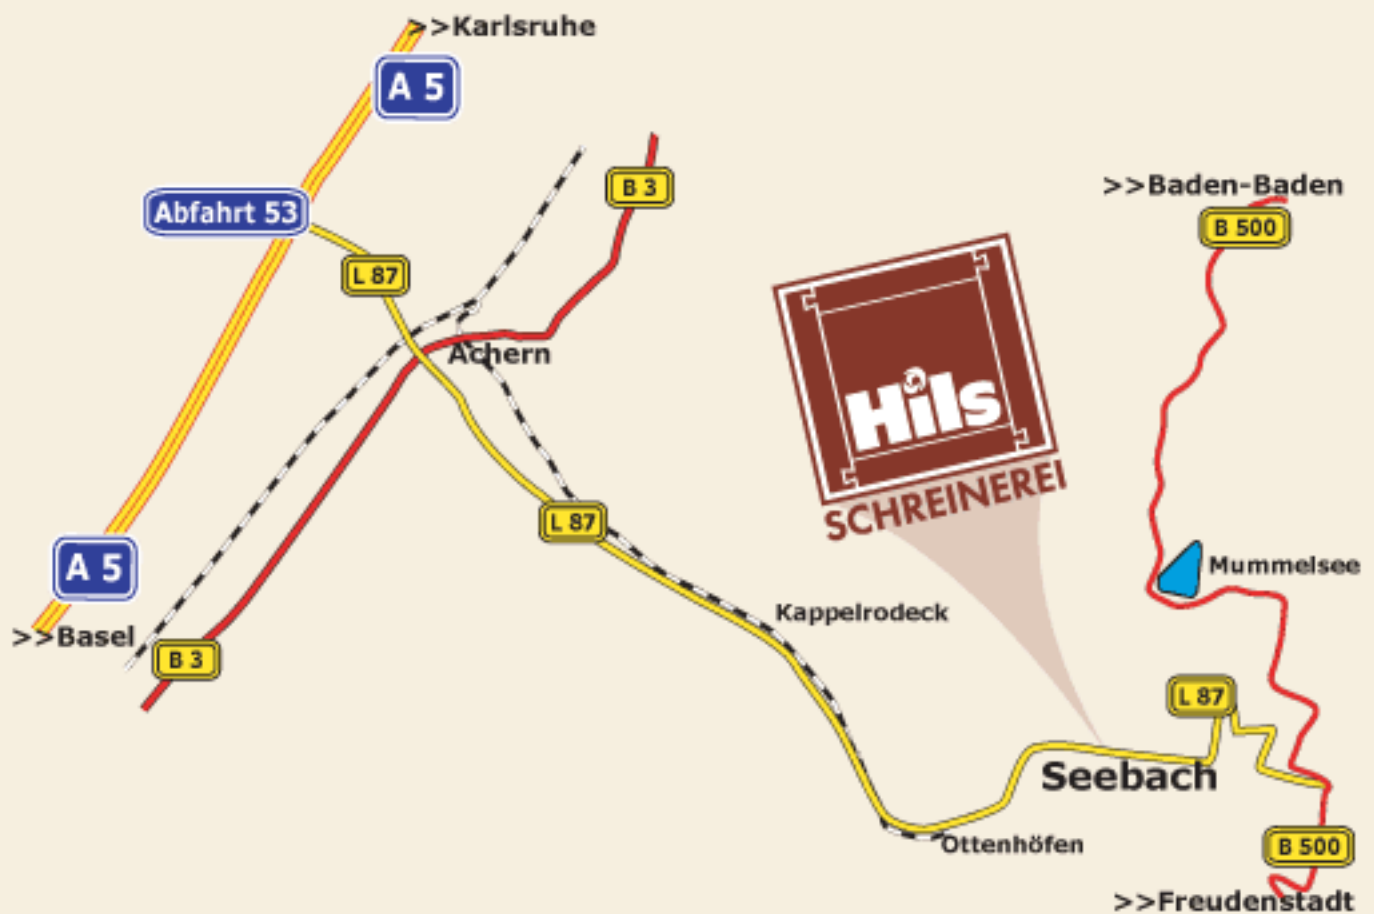 >>Karlsruhe
A 5
B 3
>>Baden-Baden
Abfahrt 53
B 500
L 87
Achern
Hils
SCHREINEREI
L 87
A 5
Mummelsee
Kappelrodeck
>>Basel
B 3
L 87
Seebach
Ottenhöfen
B 500
>>Freudenstadt